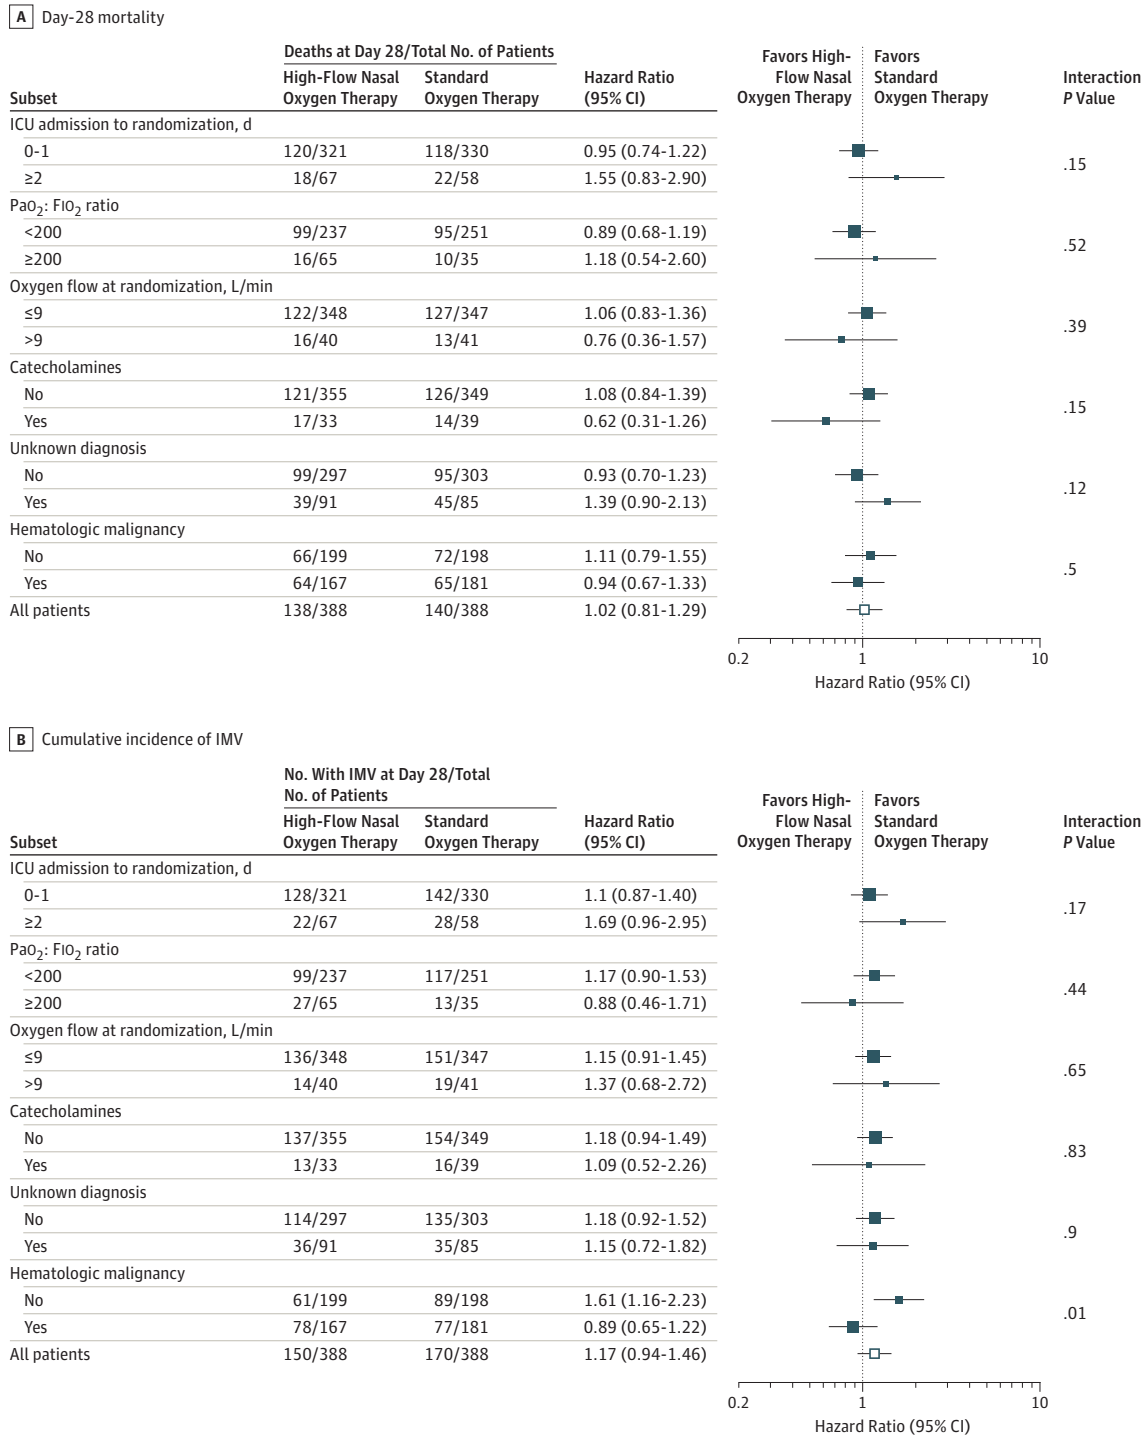 A Day-28 mortality
Deaths at Day 28/Total No. of Patients
Favors High-Flow Nasal Oxygen Therapy
Favors Standard Oxygen Therapy
Subset High-Flow Nasal Oxygen Therapy Standard Oxygen Therapy Hazard Ratio (95% CI) Interaction P Value
ICU admission to randomization, d
0-1 120/321 118/330 0.95 (0.74-1.22)
.15
≥2 18/67 22/58 1.55 (0.83-2.90)
PaO2: FIO2 ratio
<200 99/237 95/251 0.89 (0.68-1.19)
.52
≥200 16/65 10/35 1.18 (0.54-2.60)
Oxygen flow at randomization, L/min
≤9 122/348 127/347 1.06 (0.83-1.36)
.39
>9 16/40 13/41 0.76 (0.36-1.57)
Catecholamines
No 121/355 126/349 1.08 (0.84-1.39)
.15
Yes 17/33 14/39 0.62 (0.31-1.26)
Unknown diagnosis
No 99/297 95/303 0.93 (0.70-1.23)
.12
Yes 39/91 45/85 1.39 (0.90-2.13)
Hematologic malignancy
No 66/199 72/198 1.11 (0.79-1.55)
.5
Yes 64/167 65/181 0.94 (0.67-1.33)
All patients 138/388 140/388 1.02 (0.81-1.29)
0.2 1 10
Hazard Ratio (95% CI)
B Cumulative incidence of IMV
No. With IMV at Day 28/Total No. of Patients
Favors High-Flow Nasal Oxygen Therapy
Favors Standard Oxygen Therapy
Subset High-Flow Nasal Oxygen Therapy Standard Oxygen Therapy Hazard Ratio (95% CI) Interaction P Value
ICU admission to randomization, d
0-1 128/321 142/330 1.1 (0.87-1.40)
.17
≥2 22/67 28/58 1.69 (0.96-2.95)
PaO2: FIO2 ratio
<200 99/237 117/251 1.17 (0.90-1.53)
.44
≥200 27/65 13/35 0.88 (0.46-1.71)
Oxygen flow at randomization, L/min
≤9 136/348 151/347 1.15 (0.91-1.45)
.65
>9 14/40 19/41 1.37 (0.68-2.72)
Catecholamines
No 137/355 154/349 1.18 (0.94-1.49)
.83
Yes 13/33 16/39 1.09 (0.52-2.26)
Unknown diagnosis
No 114/297 135/303 1.18 (0.92-1.52)
.9
Yes 36/91 35/85 1.15 (0.72-1.82)
Hematologic malignancy
No 61/199 89/198 1.61 (1.16-2.23)
.01
Yes 78/167 77/181 0.89 (0.65-1.22)
All patients 150/388 170/388 1.17 (0.94-1.46)
0.2 1 10
Hazard Ratio (95% CI)